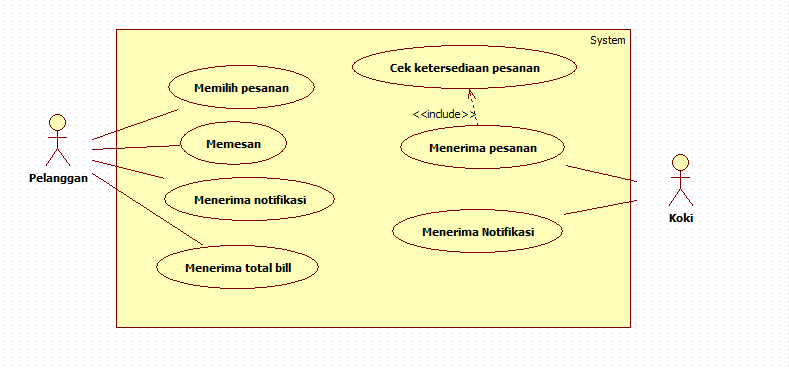 System
Cek ketersediaan pesanan
Memilih pesanan
<<include>>
Memesan
Menerima pesanan
Pelanggan
Menerima notifikasi
Koki
Menerima Notifikasi
Menerima total bill